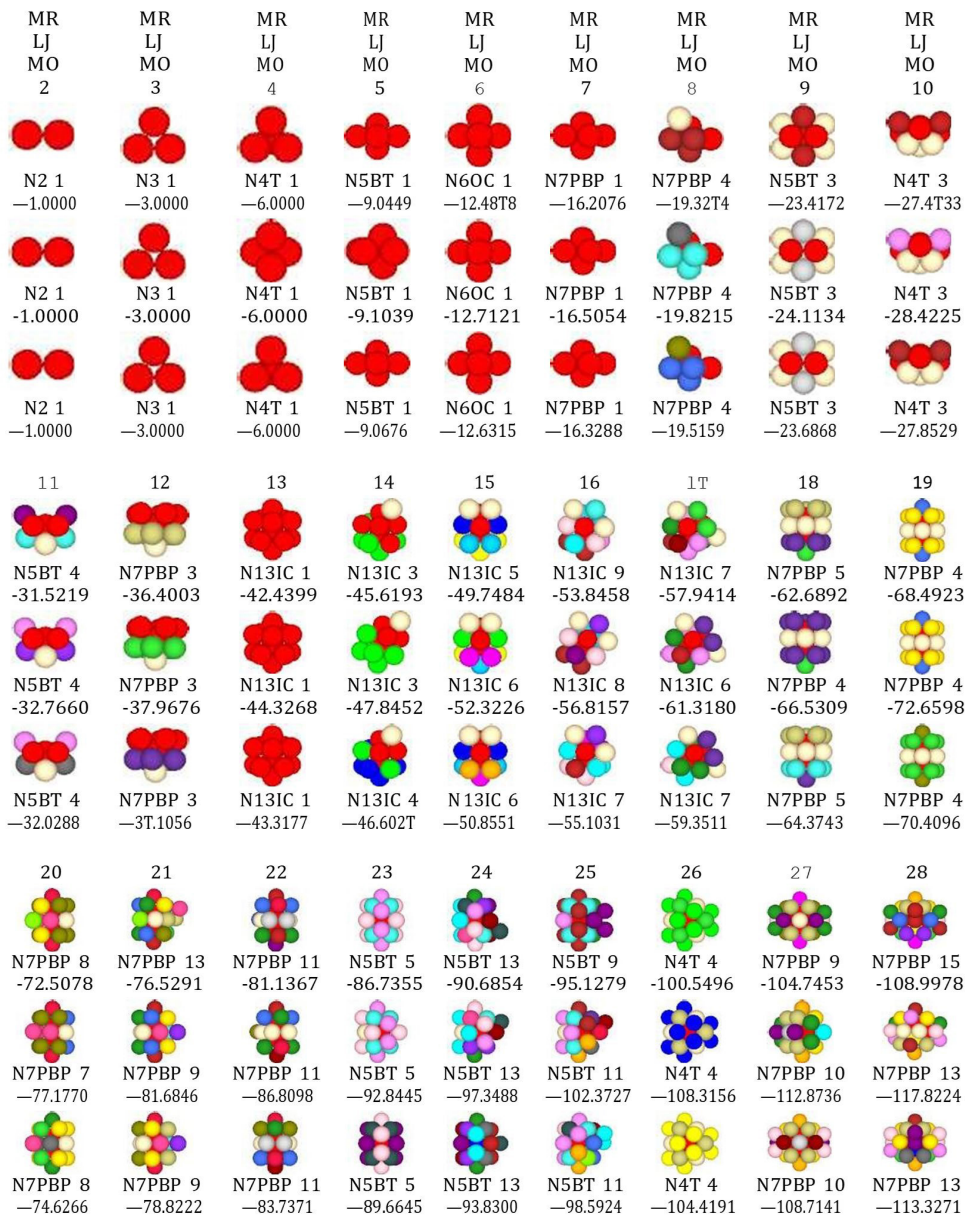 MR MR MR MR MR MR MR MR MR
LJ LJ LJ LJ LJ LJ LJ LJ LJ
MO MO MO MO MO MO MO MO MO
2 3 4 5 6 7 8 9 10
N2 1 N3 1 N4T 1 N5BT 1 N6OC 1 N7PBP 1 N7PBP 4 N5BT 3 N4T 3
—1.0000 —3.0000 —6.0000 —9.0449 —12.48T8 —16.2076 —19.32T4 —23.4172 —27.4T33
N2 1 N3 1 N4T 1 N5BT 1 N6OC 1 N7PBP 1 N7PBP 4 N5BT 3 N4T 3
-1.0000 -3.0000 -6.0000 -9.1039 -12.7121 -16.5054 -19.8215 -24.1134 -28.4225
N2 1 N3 1 N4T 1 N5BT 1 N6OC 1 N7PBP 1 N7PBP 4 N5BT 3 N4T 3
—1.0000 —3.0000 —6.0000 —9.0676 —12.6315 —16.3288 —19.5159 —23.6868 —27.8529
11 12 13 14 15 16 1T 18 19
N5BT 4 N7PBP 3 N13IC 1 N13IC 3 N13IC 5 N13IC 9 N13IC 7 N7PBP 5 N7PBP 4
-31.5219 -36.4003 -42.4399 -45.6193 -49.7484 -53.8458 -57.9414 -62.6892 -68.4923
N5BT 4 N7PBP 3 N13IC 1 N13IC 3 N13IC 6 N13IC 8 N13IC 6 N7PBP 4 N7PBP 4
-32.7660 -37.9676 -44.3268 -47.8452 -52.3226 -56.8157 -61.3180 -66.5309 -72.6598
N5BT 4 N7PBP 3 N13IC 1 N13IC 4 N13IC 6 N13IC 7 N13IC 7 N7PBP 5 N7PBP 4
—32.0288 —3T.1056 —43.3177 —46.602T —50.8551 —55.1031 —59.3511 —64.3743 —70.4096
20 21 22 23 24 25 26 27 28
N7PBP 8 N7PBP 13 N7PBP 11 N5BT 5 N5BT 13 N5BT 9 N4T 4 N7PBP 9 N7PBP 15
-72.5078 -76.5291 -81.1367 -86.7355 -90.6854 -95.1279 -100.5496 -104.7453 -108.9978
N7PBP 7 N7PBP 9 N7PBP 11 N5BT 5 N5BT 13 N5BT 11 N4T 4 N7PBP 10 N7PBP 13
—77.1770 —81.6846 —86.8098 —92.8445 —97.3488 —102.3727 —108.3156 —112.8736 —117.8224
N7PBP 8 N7PBP 9 N7PBP 11 N5BT 5 N5BT 13 N5BT 11 N4T 4 N7PBP 10 N7PBP 13
—74.6266 —78.8222 —83.7371 —89.6645 —93.8300 —98.5924 —104.4191 —108.7141 —113.3271